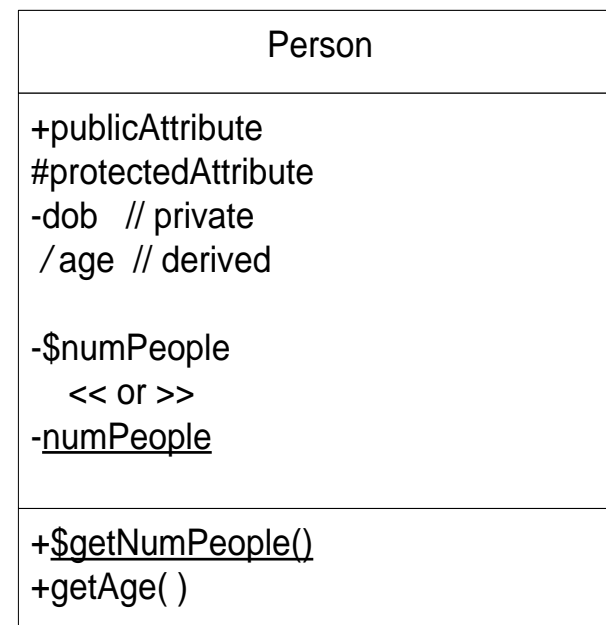 Person
+publicAttribute
#protectedAttribute
-dob // private
/ age // derived
-$numPeople
<< or >>
-numPeople
+$getNumPeople()
+getAge( )